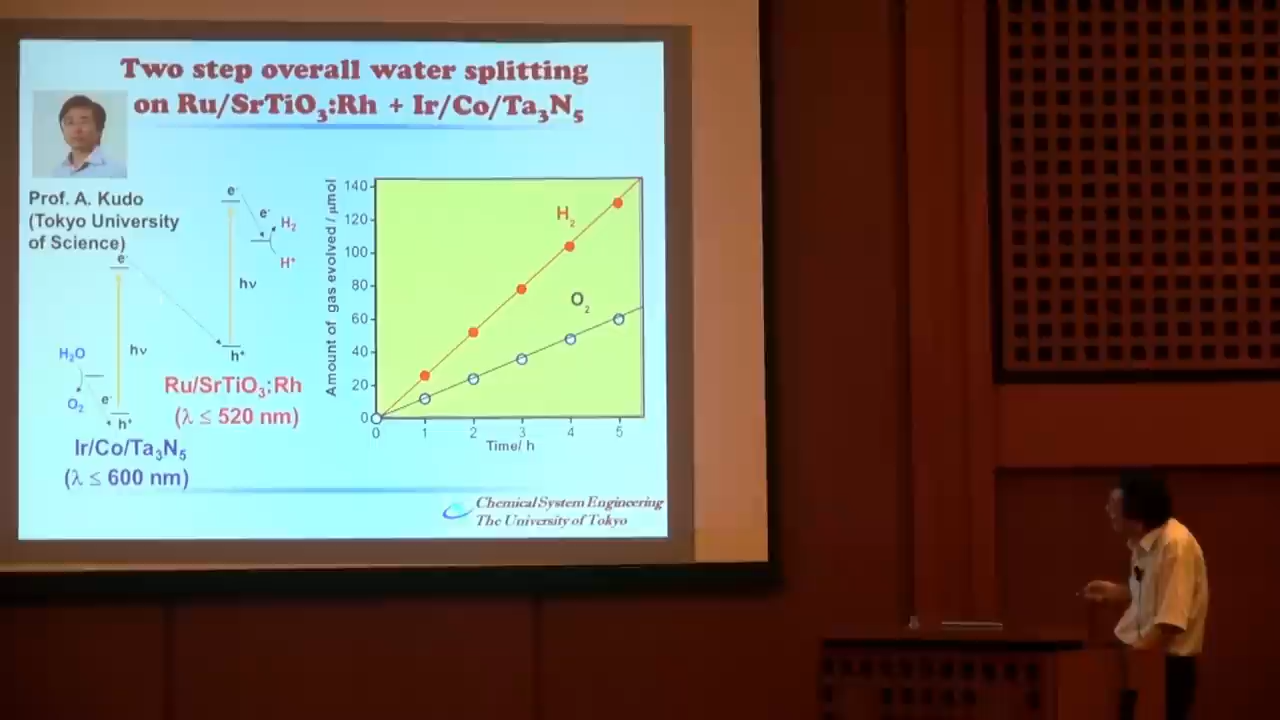 Two step overall water splitting
on Ru/SrTiO₃:Rh + Ir/Co/Ta₃N₅
Prof. A. Kudo
(Tokyo University
of Science)
e⁻
e⁻
H₂
H⁺
hν
h⁺
e⁻
hν
H₂O
O₂
e⁻
h⁺
Ru/SrTiO₃:Rh
(λ ≤ 520 nm)
Ir/Co/Ta₃N₅
(λ ≤ 600 nm)
Amount of gas evolved / μmol
140
120
100
80
60
40
20
0
H₂
O₂
0 1 2 3 4 5
Time/ h
Chemical System Engineering
The University of Tokyo